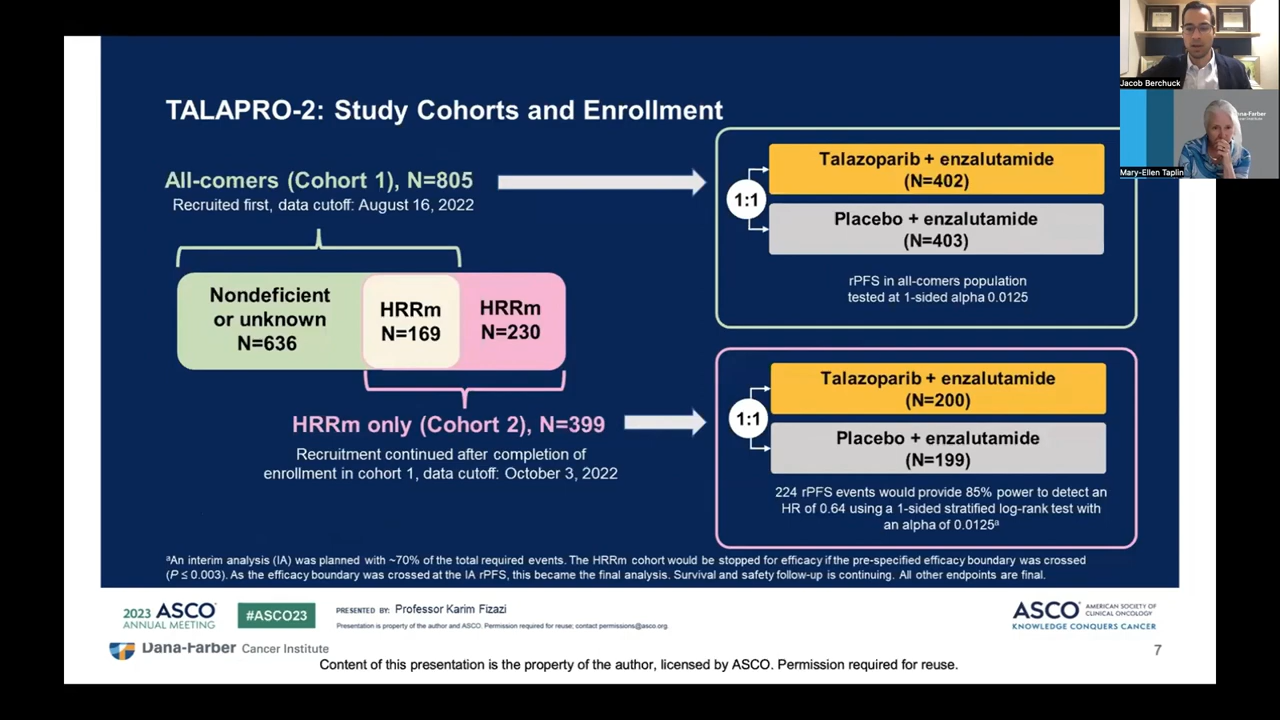 Jacob Berchuck
Mary-Ellen Taplin
TALAPRO-2: Study Cohorts and Enrollment
All-comers (Cohort 1), N=805
Recruited first, data cutoff: August 16, 2022
Nondeficient
or unknown
N=636
HRRm
N=169
HRRm
N=230
HRRm only (Cohort 2), N=399
Recruitment continued after completion of
enrollment in cohort 1, data cutoff: October 3, 2022
1:1
Talazoparib + enzalutamide
(N=402)
Placebo + enzalutamide
(N=403)
rPFS in all-comers population
tested at 1-sided alpha 0.0125
1:1
Talazoparib + enzalutamide
(N=200)
Placebo + enzalutamide
(N=199)
224 rPFS events would provide 85% power to detect an
HR of 0.64 using a 1-sided stratified log-rank test with
an alpha of 0.0125ᵃ
ᵃAn interim analysis (IA) was planned with ~70% of the total required events. The HRRm cohort would be stopped for efficacy if the pre-specified efficacy boundary was crossed
(P ≤ 0.003). As the efficacy boundary was crossed at the IA rPFS, this became the final analysis. Survival and safety follow-up is continuing. All other endpoints are final.
2023 ASCO
ANNUAL MEETING
#ASCO23
PRESENTED BY: Professor Karim Fizazi
Presentation is property of the author and ASCO. Permission required for reuse; contact permissions@asco.org.
ASCO AMERICAN SOCIETY OF
CLINICAL ONCOLOGY
KNOWLEDGE CONQUERS CANCER
Dana-Farber Cancer Institute
7
Content of this presentation is the property of the author, licensed by ASCO. Permission required for reuse.